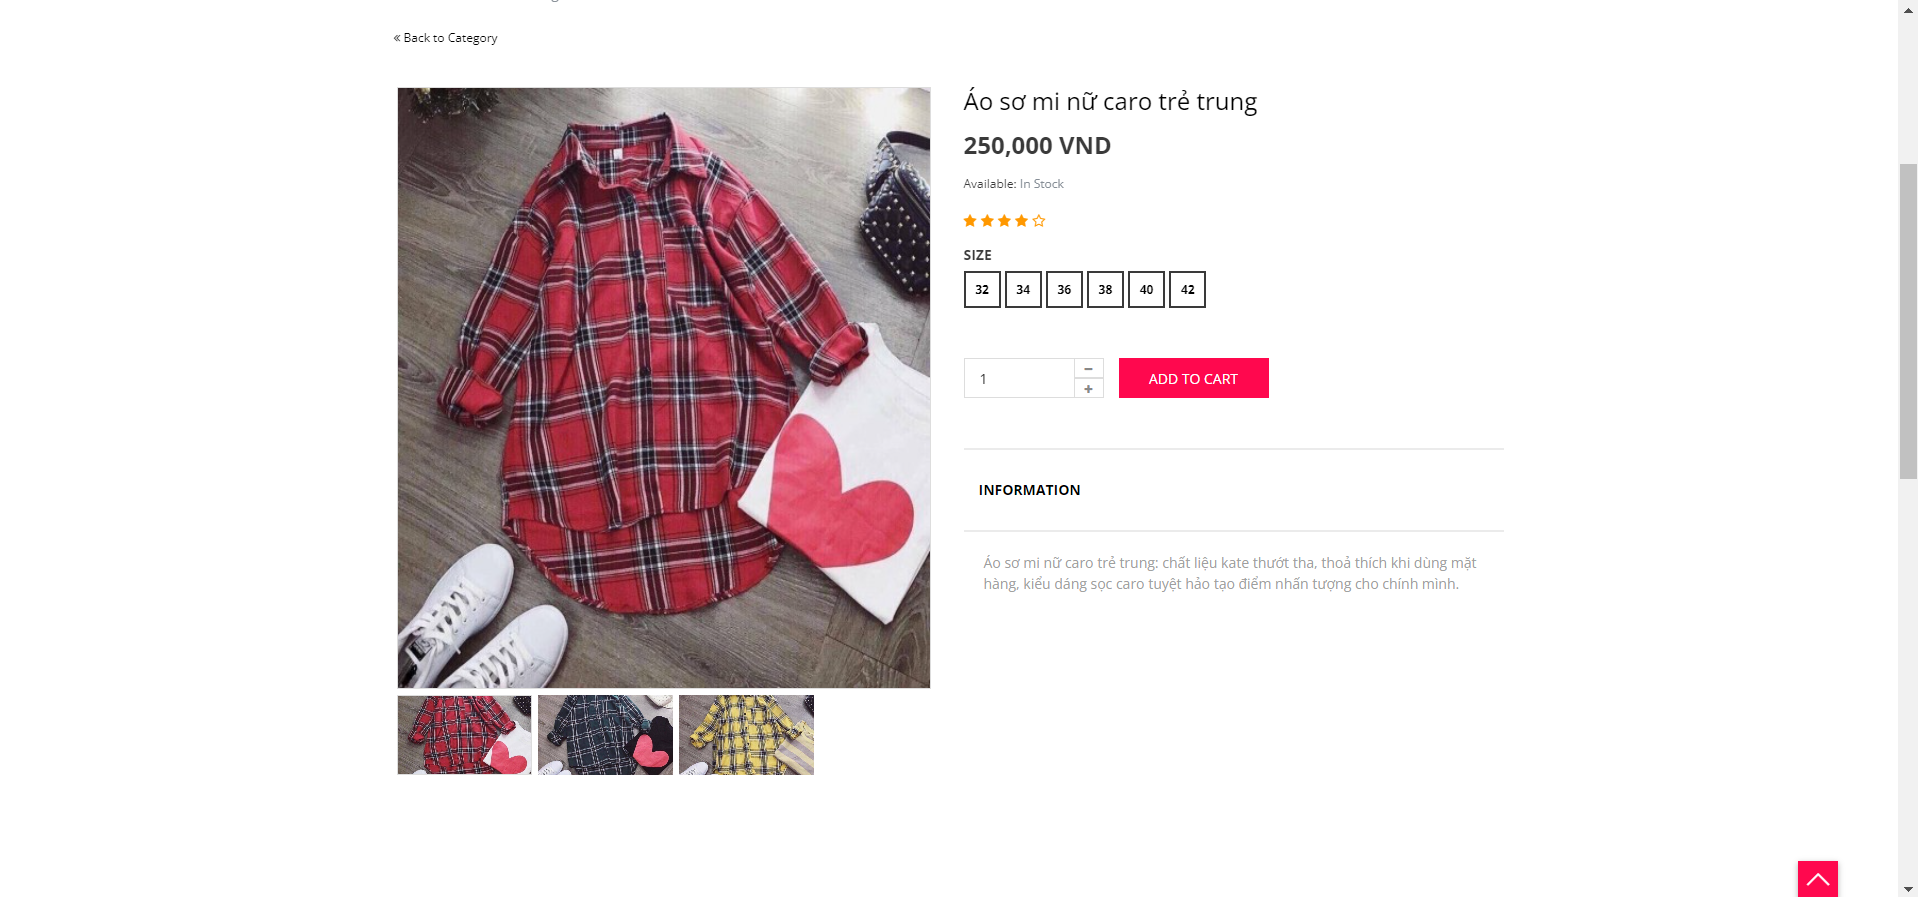 « Back to Category
Áo sơ mi nữ caro trẻ trung
250,000 VND
Available: In Stock
SIZE
32 34 36 38 40 42
1
ADD TO CART
INFORMATION
Áo sơ mi nữ caro trẻ trung: chất liệu kate thướt tha, thoả thích khi dùng mặt
hàng, kiểu dáng sọc caro tuyệt hảo tạo điểm nhấn tượng cho chính mình.